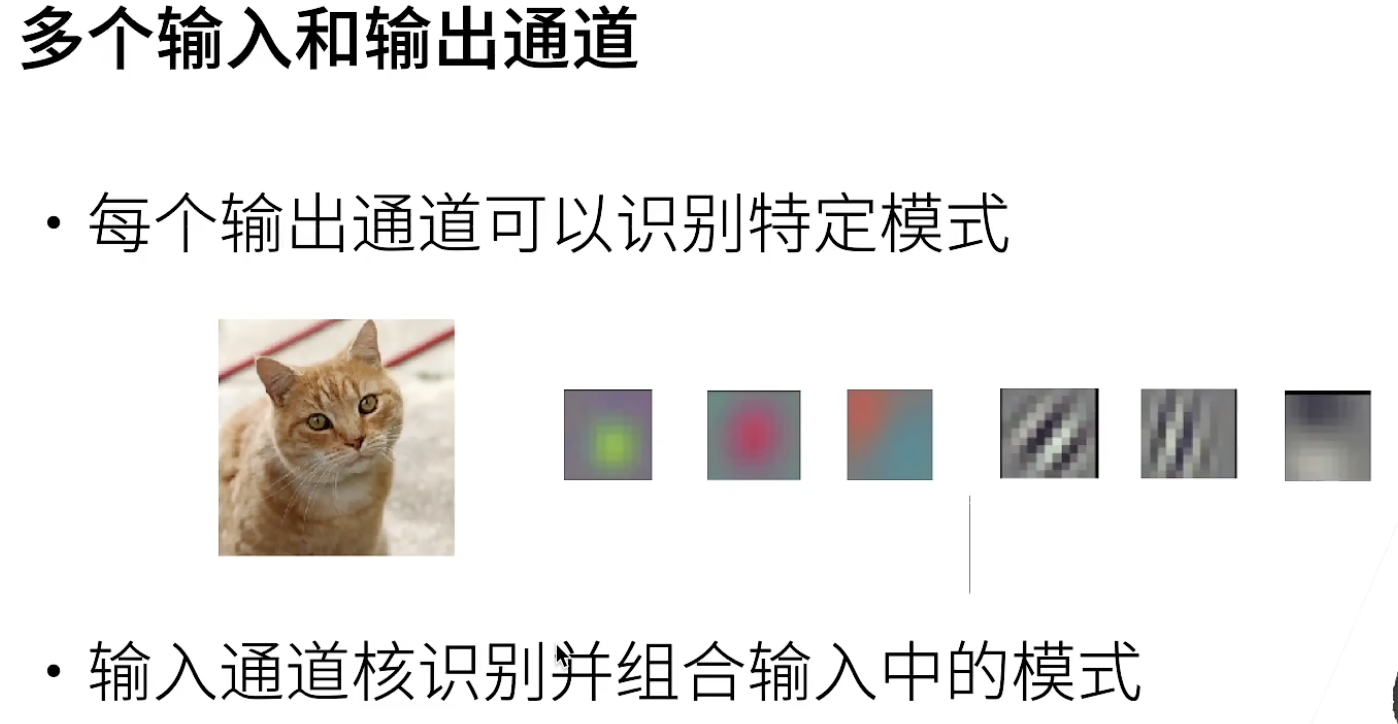 多个输入和输出通道
• 每个输出通道可以识别特定模式
• 输入通道核识别并组合输入中的模式